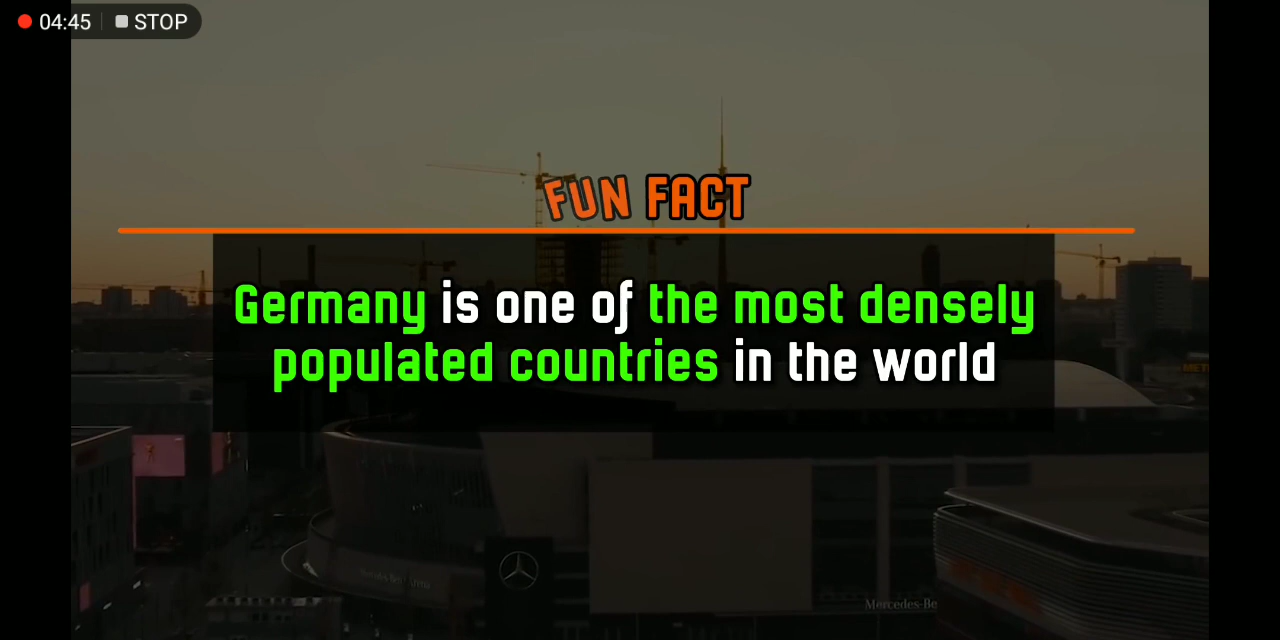 04:45 STOP
FUN FACT
Germany is one of the most densely
populated countries in the world
Mercedes-Be